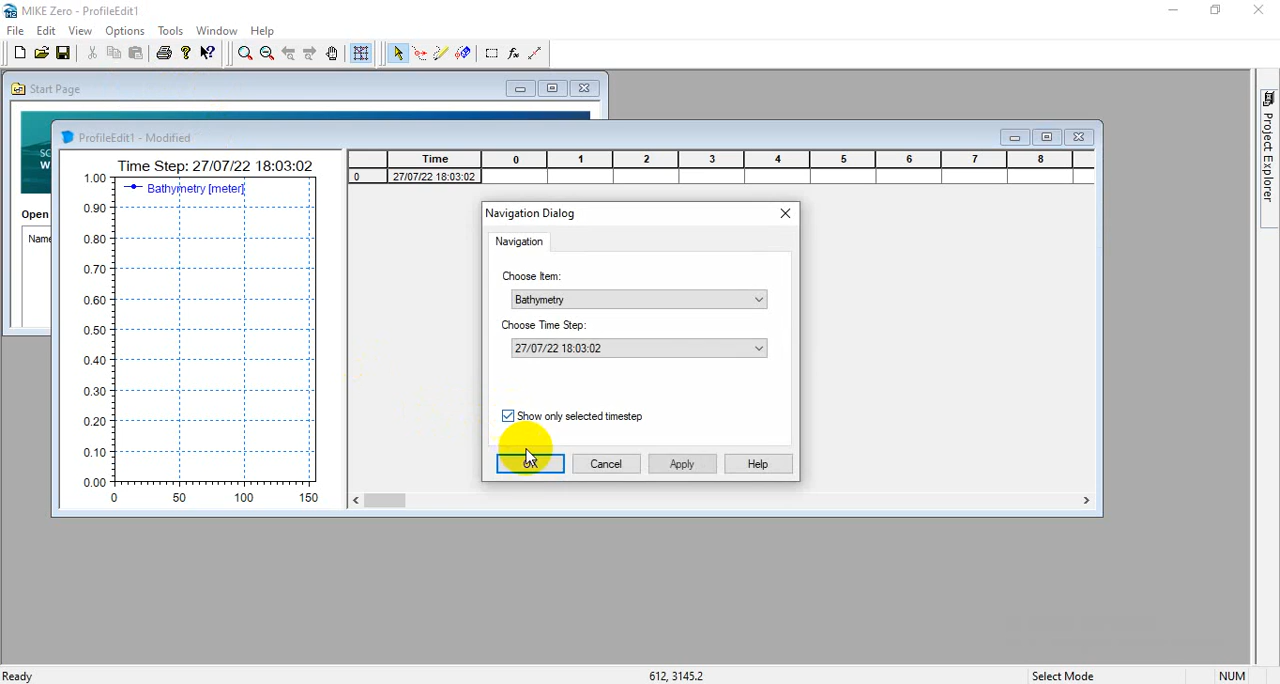 MIKE Zero - ProfileEdit1
File Edit View Options Tools Window Help
Start Page
SC
W
Open
Name
ProfileEdit1 - Modified
Time Step: 27/07/22 18:03:02
Bathymetry [meter]
1.00
0.90
0.80
0.70
0.60
0.50
0.40
0.30
0.20
0.10
0.00
0 50 100 150
Time 0 1 2 3 4 5 6 7 8
0 27/07/22 18:03:02
Navigation Dialog
Navigation
Choose Item:
Bathymetry
Choose Time Step:
27/07/22 18:03:02
Show only selected timestep
OK Cancel Apply Help
Project Explorer
Ready 612, 3145.2 Select Mode NUM